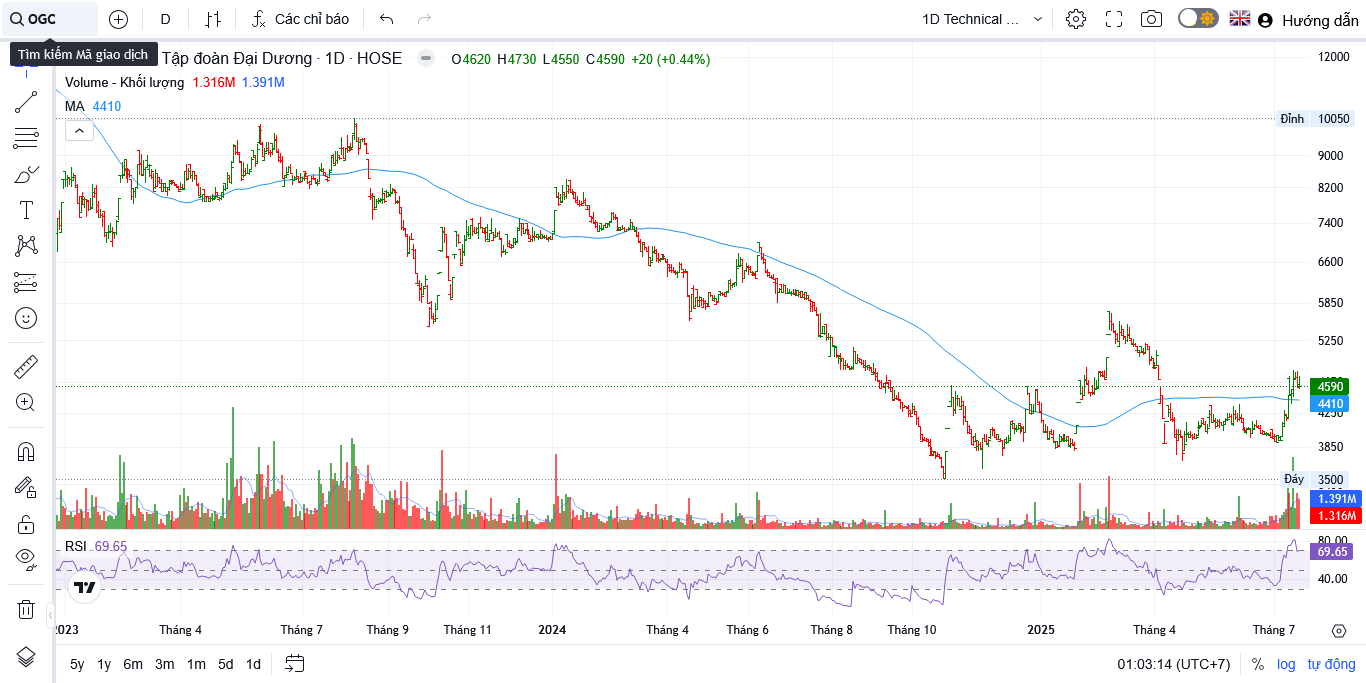 OGC
D
Các chỉ báo
1D Technical ...
Hướng dẫn
Tìm kiếm Mã giao dịch
Tập đoàn Đại Dương · 1D · HOSE
O4620 H4730 L4550 C4590 +20 (+0.44%)
Volume - Khối lượng 1.316M 1.391M
MA 4410
12000
Đỉnh 10050
9000
8200
7400
6600
5850
5250
4590
4410
4250
3850
Đáy 3500
1.391M
1.316M
RSI 69.65
80.00
69.65
40.00
2023 Tháng 4 Tháng 7 Tháng 9 Tháng 11 2024 Tháng 4 Tháng 6 Tháng 8 Tháng 10 2025 Tháng 4 Tháng 7
5y 1y 6m 3m 1m 5d 1d
01:03:14 (UTC+7) % log tự động